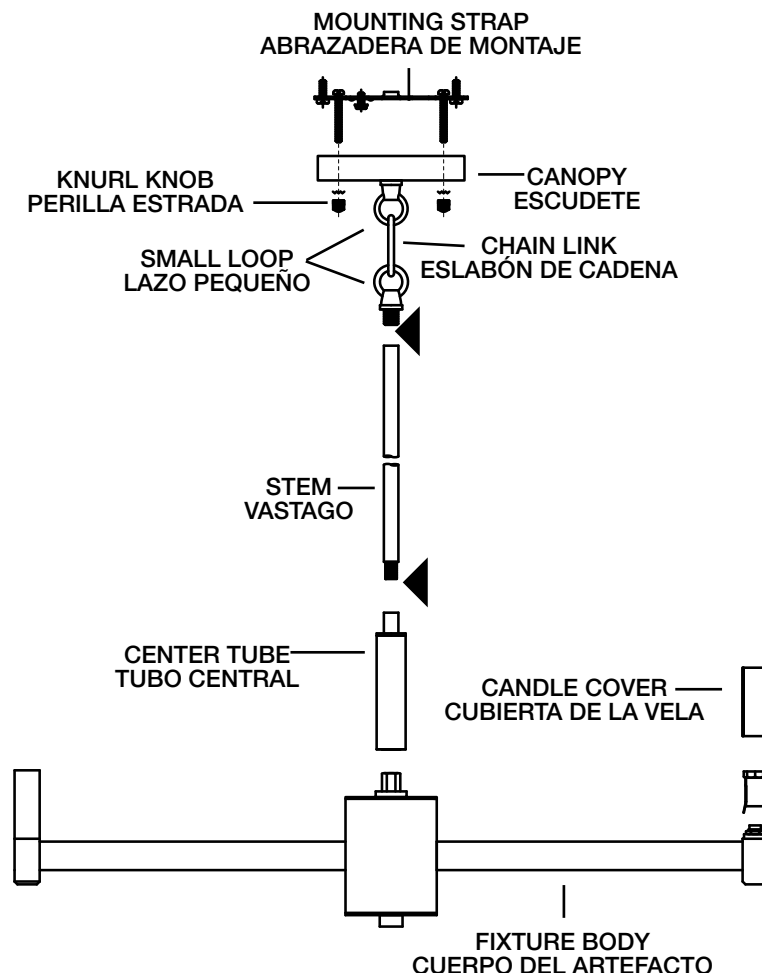 MOUNTING STRAP
ABRAZADERA DE MONTAJE
KNURL KNOB
PERILLA ESTRADA
CANOPY
ESCUDETE
SMALL LOOP
LAZO PEQUEÑO
CHAIN LINK
ESLABÓN DE CADENA
STEM
VASTAGO
CENTER TUBE
TUBO CENTRAL
CANDLE COVER
CUBIERTA DE LA VELA
FIXTURE BODY
CUERPO DEL ARTEFACTO